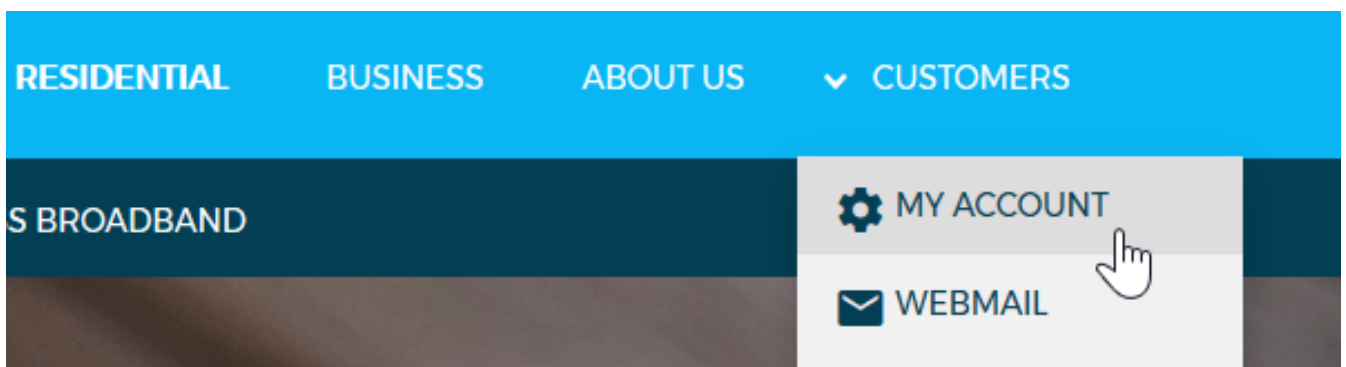 RESIDENTIAL BUSINESS ABOUT US CUSTOMERS
S BROADBAND
MY ACCOUNT
WEBMAIL